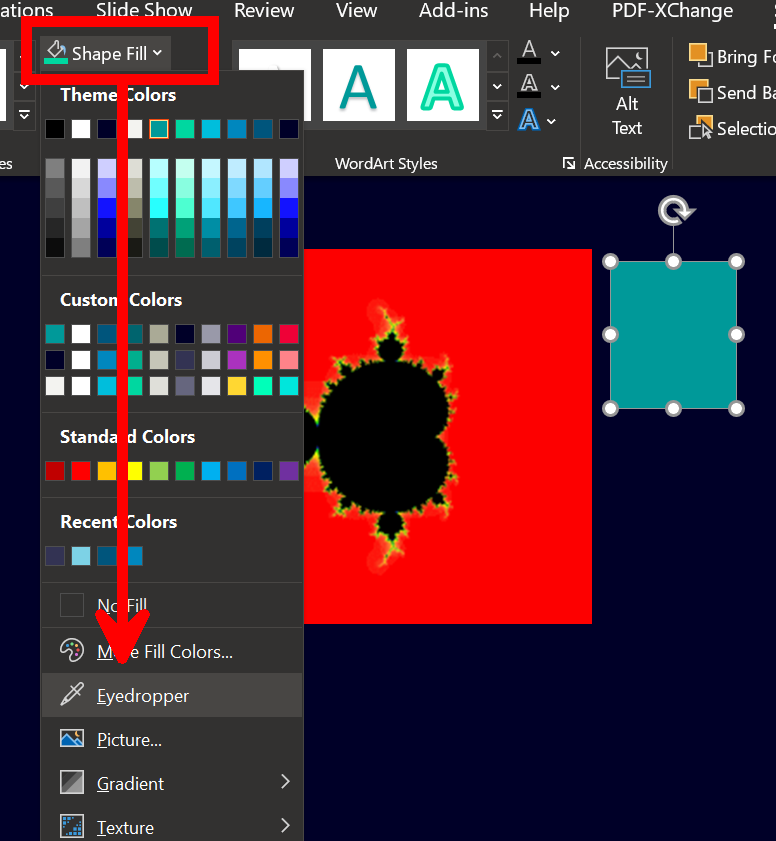 ations Slide Show Review View Add-ins Help PDF-XChange
Shape Fill
A A A
A
A
Alt
Text
Bring Fo
Send Ba
Selectio
es
WordArt Styles
Accessibility
Theme Colors
Custom Colors
Standard Colors
Recent Colors
No Fill
More Fill Colors...
Eyedropper
Picture...
Gradient
Texture